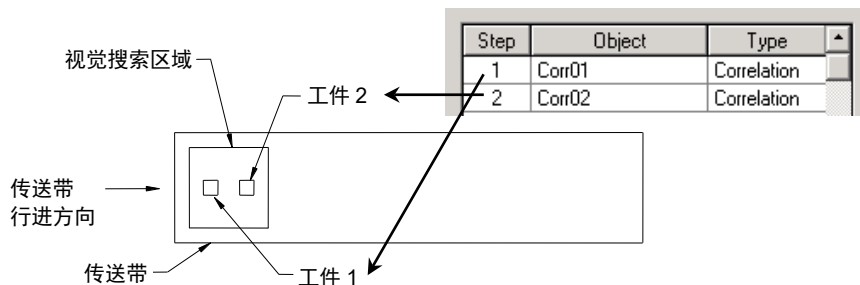 Step Object Type
1 Corr01 Correlation
2 Corr02 Correlation
视觉搜索区域
工件 2
传送带
行进方向
传送带
工件 1